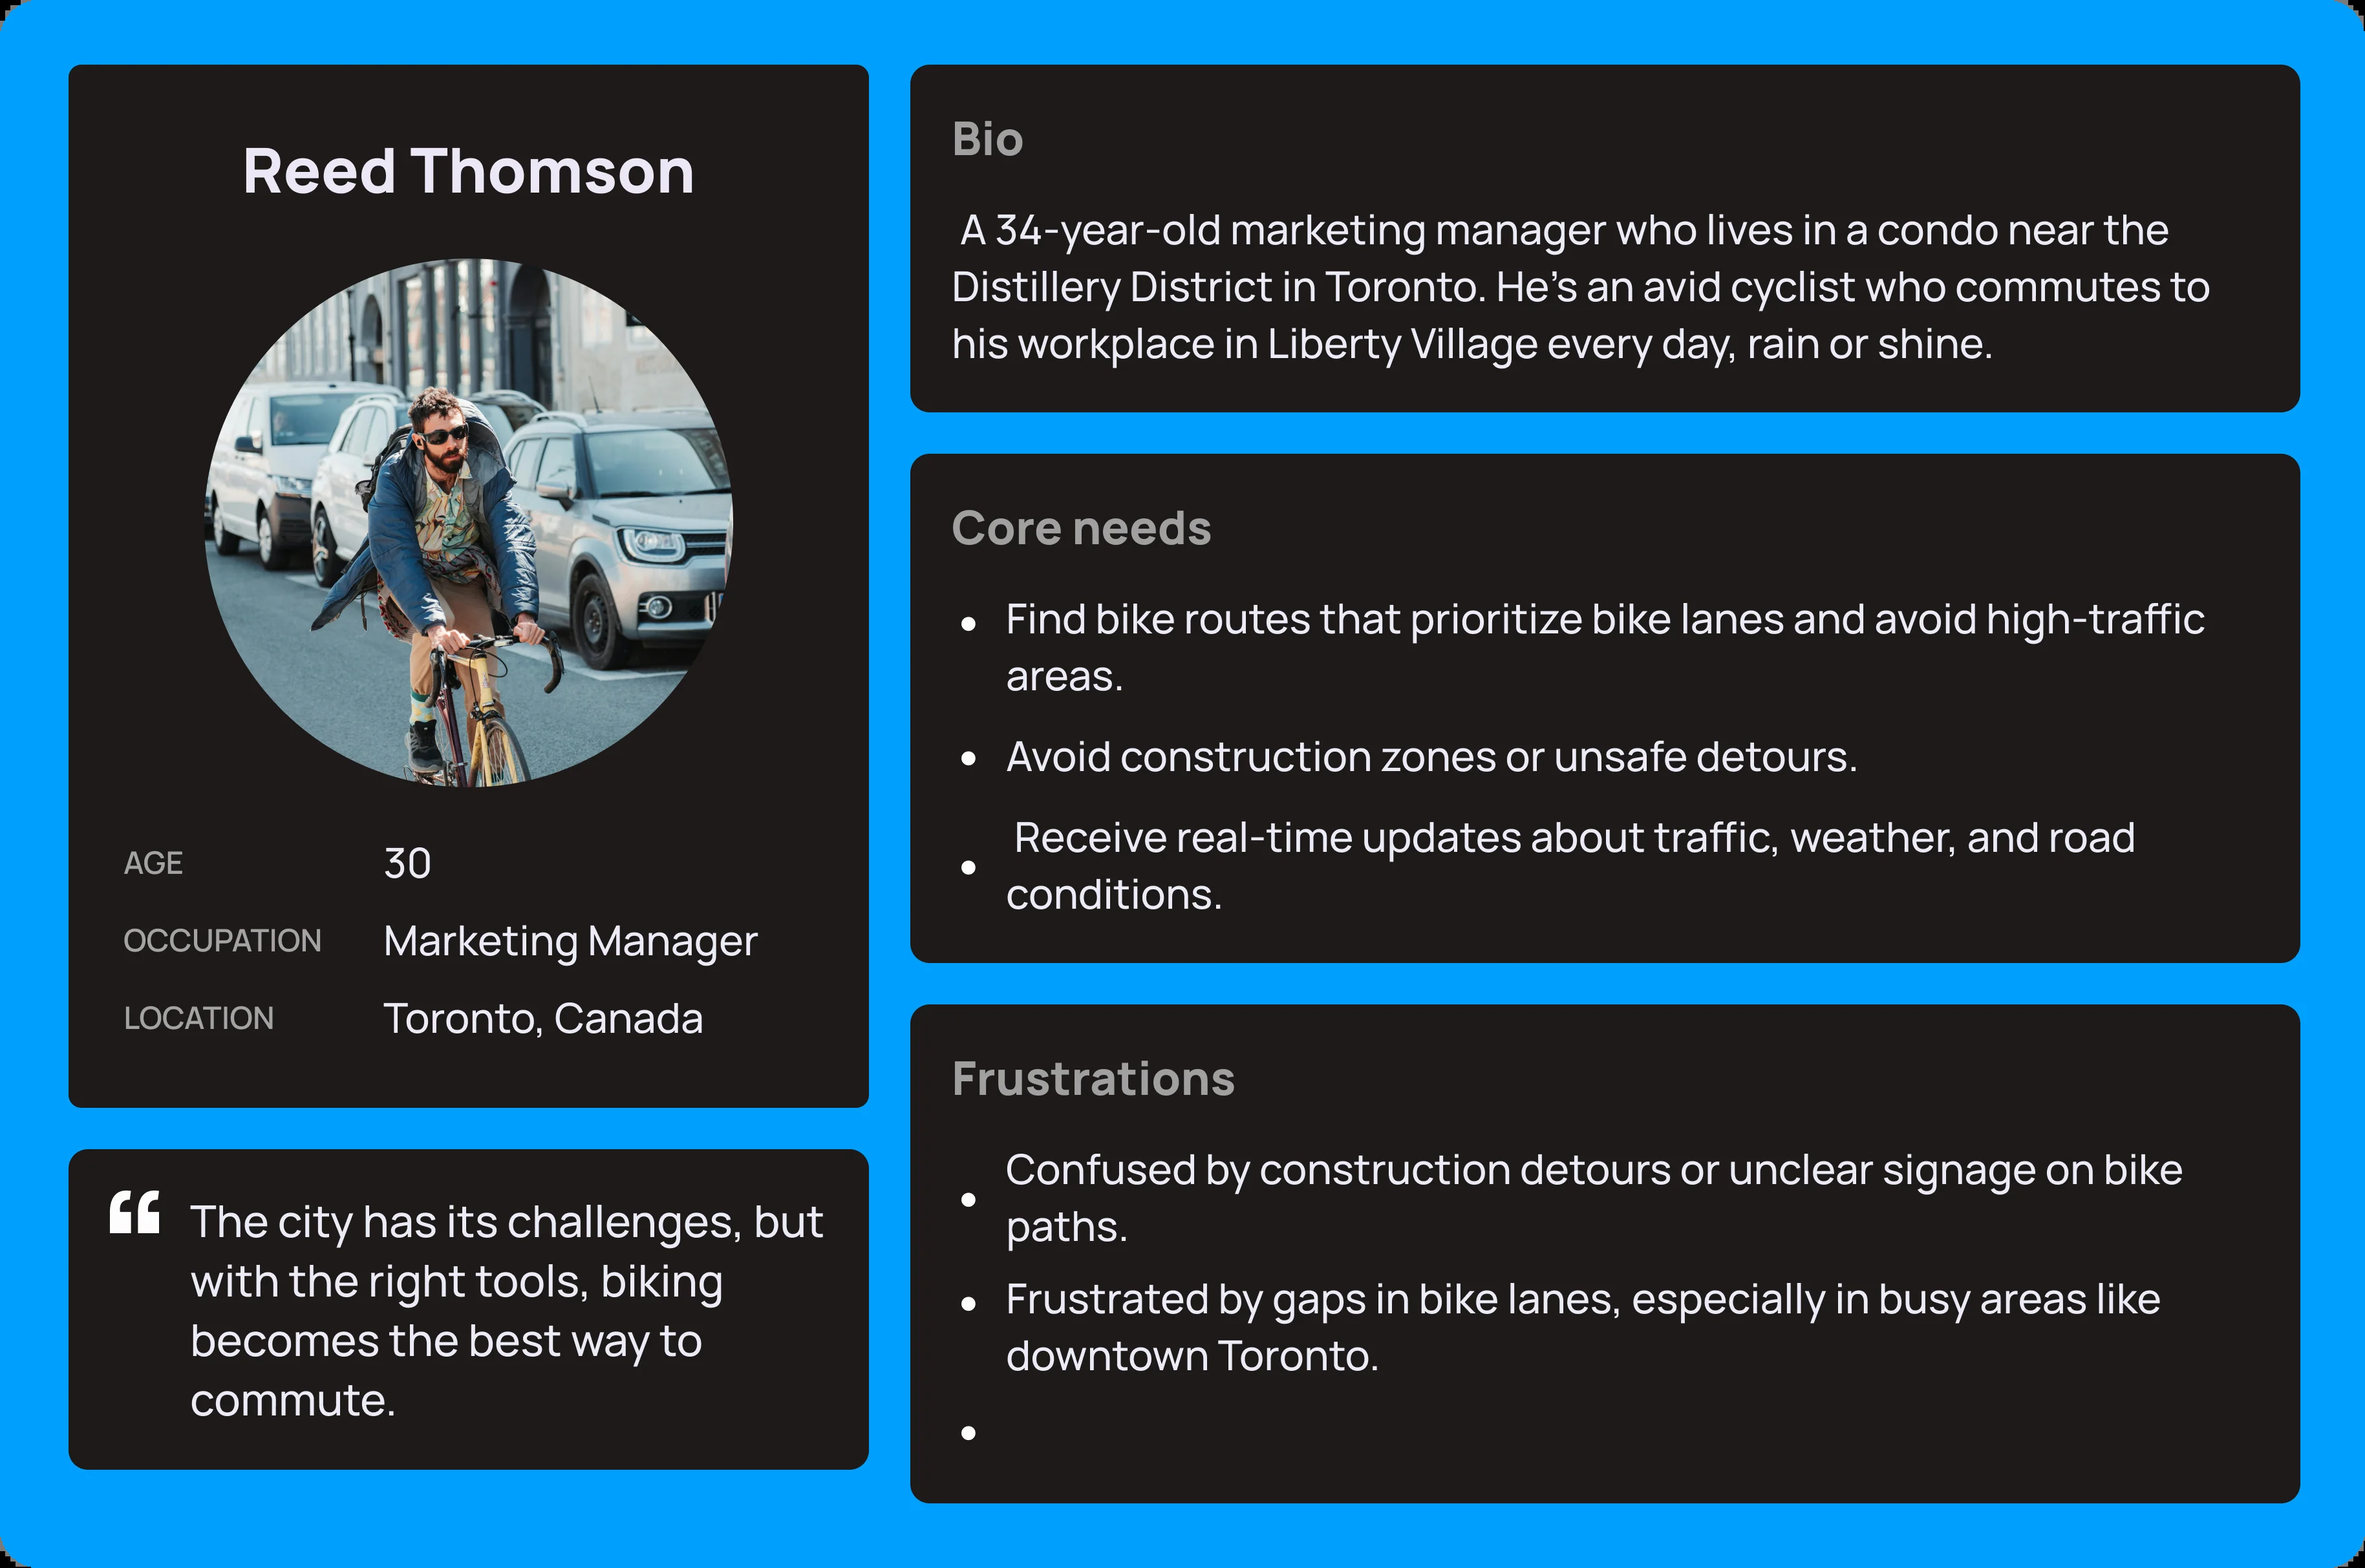 Reed Thomson
AGE 30
OCCUPATION Marketing Manager
LOCATION Toronto, Canada
“ The city has its challenges, but
with the right tools, biking
becomes the best way to
commute.
Bio
A 34-year-old marketing manager who lives in a condo near the
Distillery District in Toronto. He’s an avid cyclist who commutes to
his workplace in Liberty Village every day, rain or shine.
Core needs
• Find bike routes that prioritize bike lanes and avoid high-traffic
areas.
• Avoid construction zones or unsafe detours.
• Receive real-time updates about traffic, weather, and road
conditions.
Frustrations
• Confused by construction detours or unclear signage on bike
paths.
• Frustrated by gaps in bike lanes, especially in busy areas like
downtown Toronto.
•